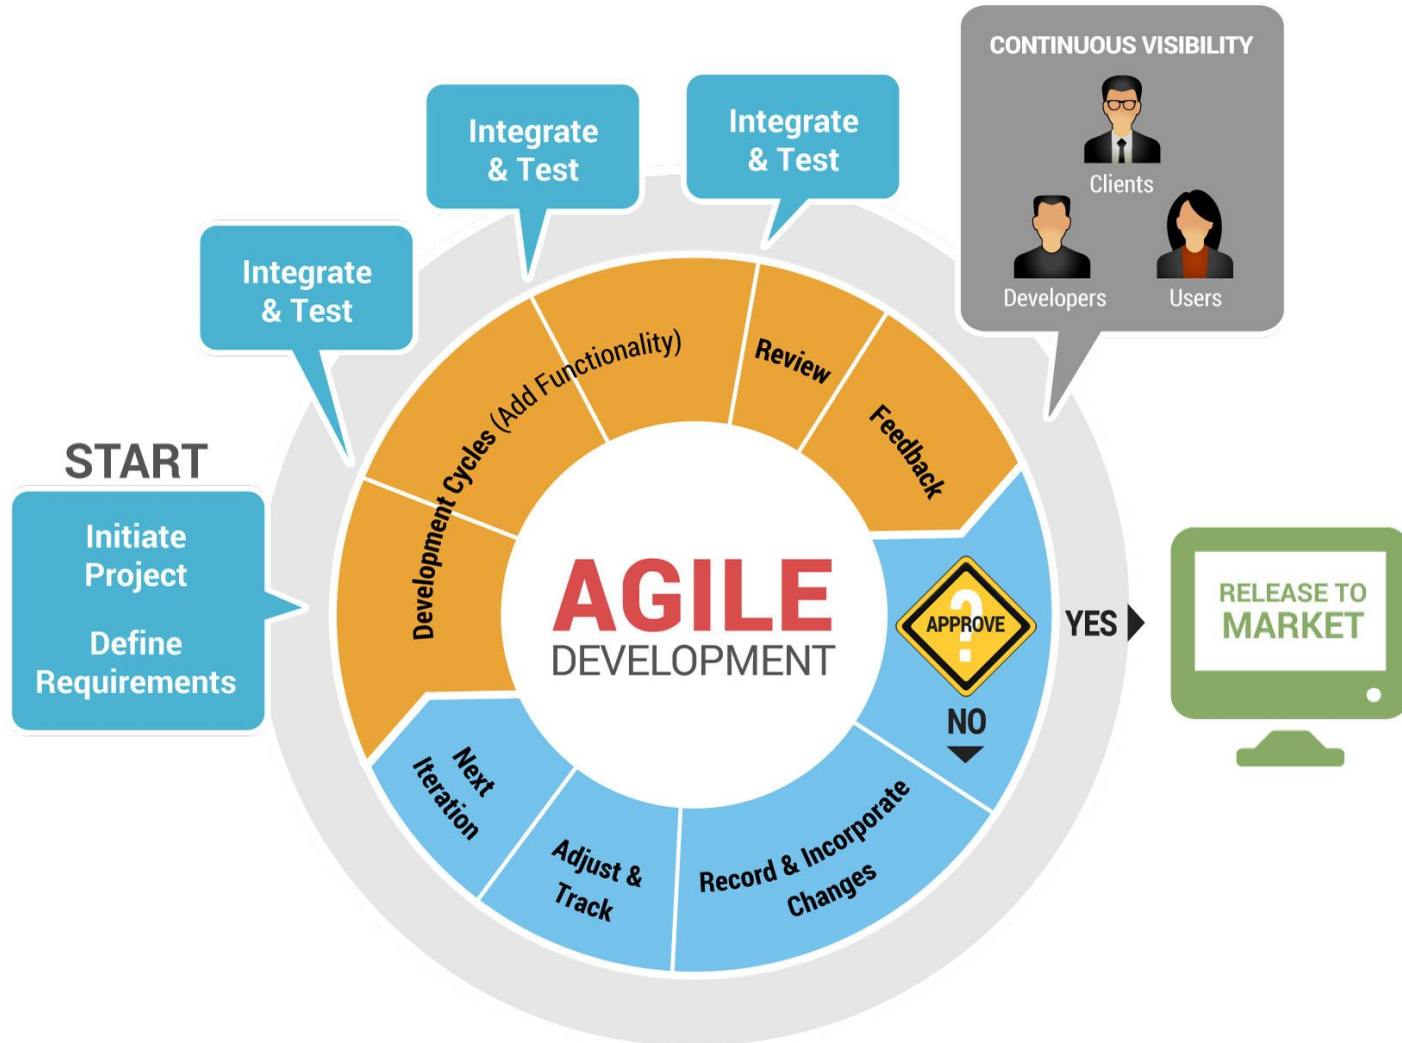 START
Initiate
Project
Define
Requirements
Integrate
& Test
Integrate
& Test
Integrate
& Test
CONTINUOUS VISIBILITY
Clients
Developers
Users
Development Cycles (Add Functionality)
Review
Feedback
AGILE
DEVELOPMENT
?
APPROVE
YES
RELEASE TO
MARKET
NO
Record & Incorporate
Changes
Adjust &
Track
Next
Iteration